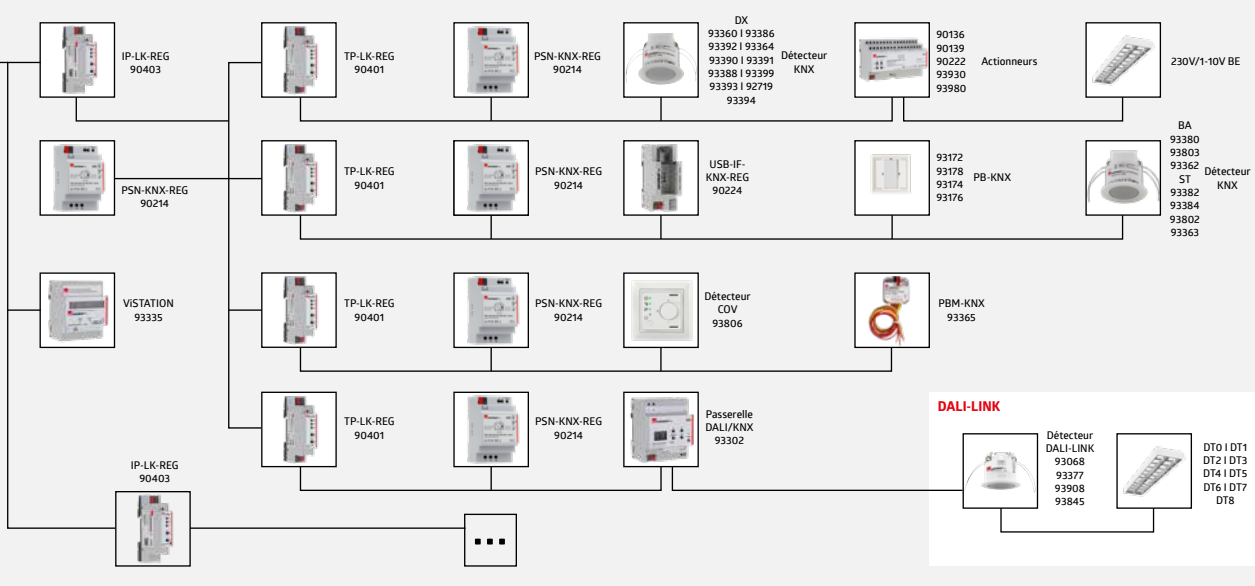 IP-LK-REG
90403
TP-LK-REG
90401
PSN-KNX-REG
90214
DX
93360 I 93386
93392 I 93364
93390 I 93391
93388 I 93399
93393 I 92719
93394
Détecteur
KNX
90136
90139
90222
93930
93980
Actionneurs
230V/1-10V BE
PSN-KNX-REG
90214
TP-LK-REG
90401
PSN-KNX-REG
90214
USB-IF-
KNX-REG
90224
93172
93178
93174
93176
PB-KNX
BA
93380
93803
93362
ST
93382
93384
93802
93363
Détecteur
KNX
ViSTATION
93335
TP-LK-REG
90401
PSN-KNX-REG
90214
Détecteur
COV
93806
PBM-KNX
93365
TP-LK-REG
90401
PSN-KNX-REG
90214
Passerelle
DALI/KNX
93302
DALI-LINK
Détecteur
DALI-LINK
93068
93377
93908
93845
DT0 I DT1
DT2 I DT3
DT4 I DT5
DT6 I DT7
DT8
IP-LK-REG
90403
...